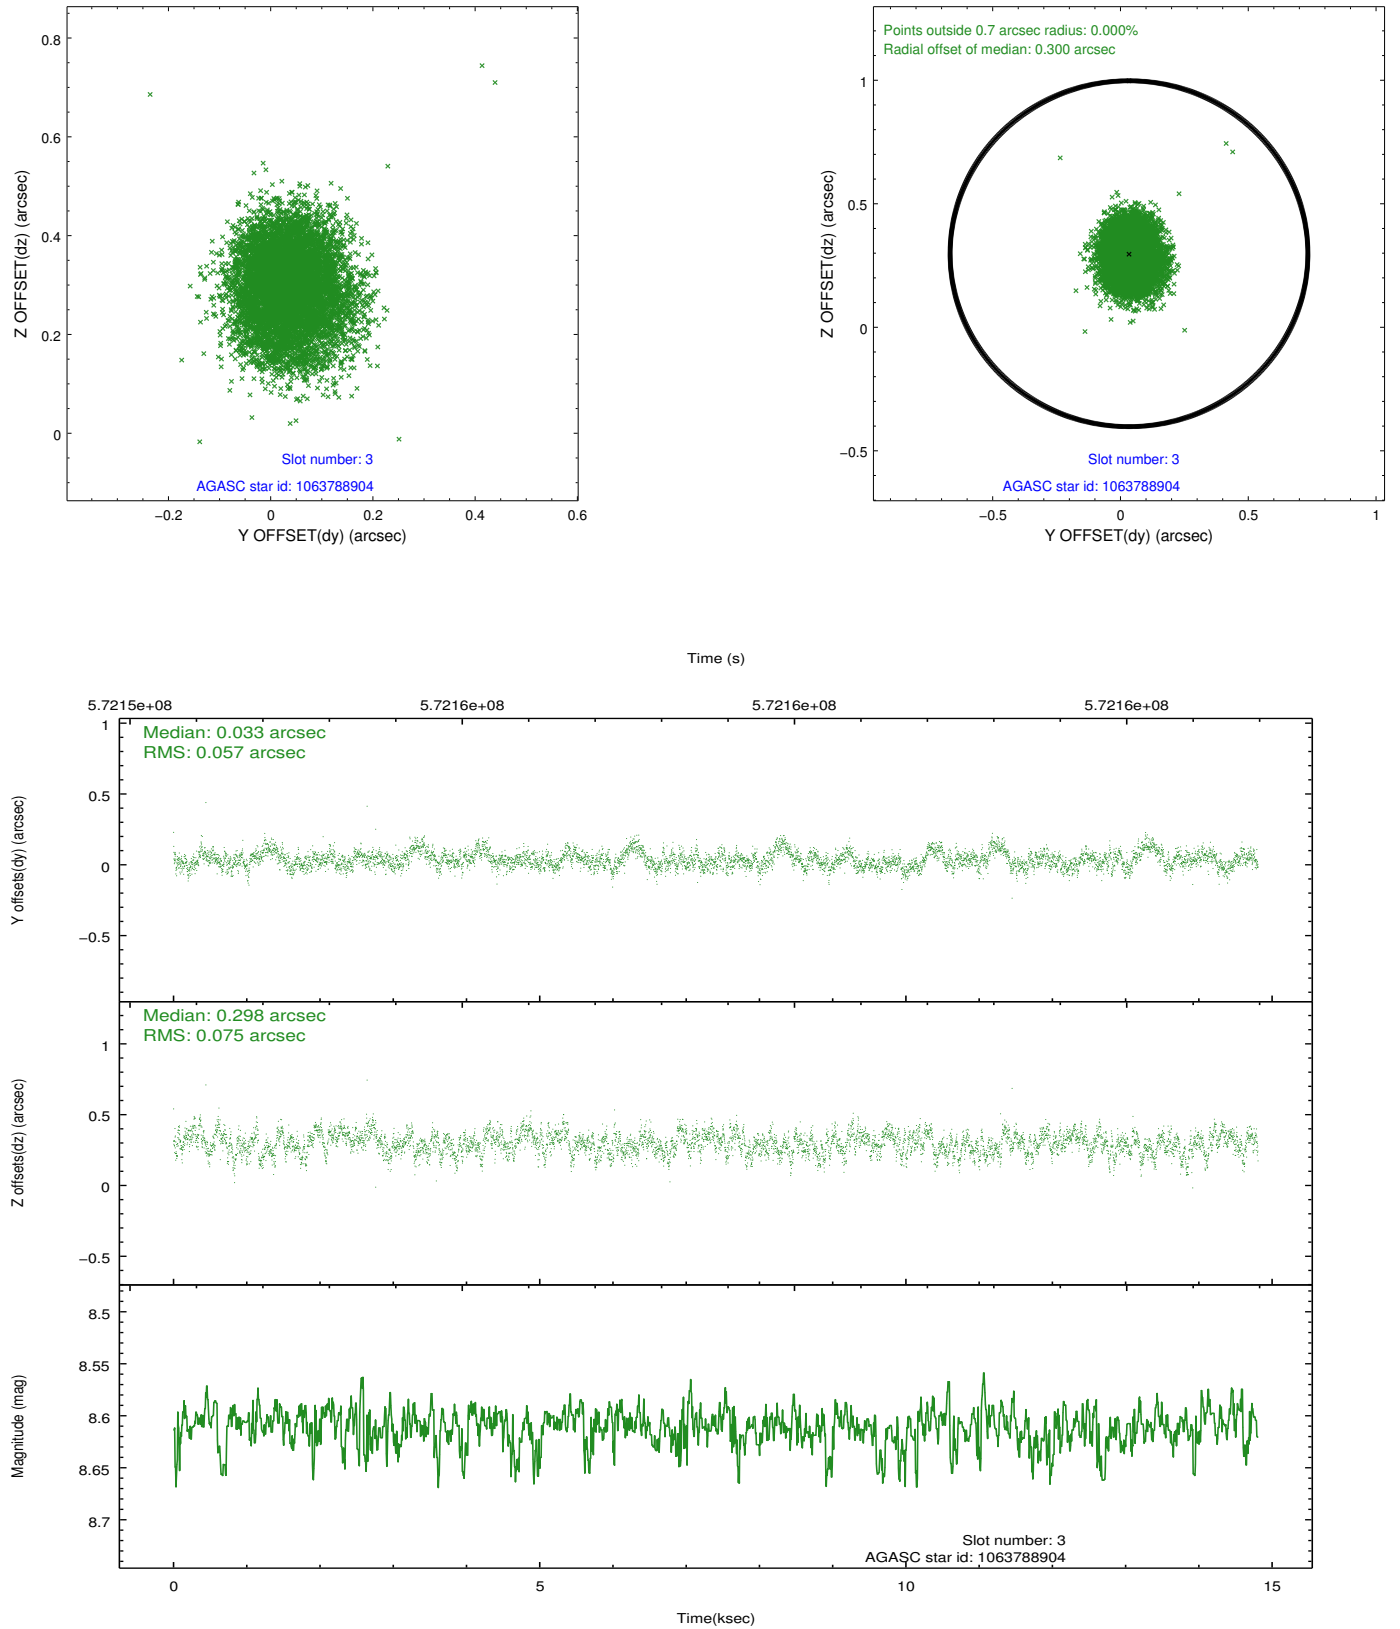 0.8
0.6
0.4
0.2
0
Z OFFSET(dz) (arcsec)
Slot number: 3
AGASC star id: 1063788904
−0.2 0 0.2 0.4 0.6
Y OFFSET(dy) (arcsec)
Points outside 0.7 arcsec radius: 0.000%
Radial offset of median: 0.300 arcsec
1
0.5
0
−0.5
Z OFFSET(dz) (arcsec)
Slot number: 3
AGASC star id: 1063788904
−0.5 0 0.5 1
Y OFFSET(dy) (arcsec)
Time (s)
5.7215e+08 5.7216e+08 5.7216e+08 5.7216e+08
Median: 0.033 arcsec
RMS: 0.057 arcsec
1
0.5
0
−0.5
Y offsets(dy) (arcsec)
Median: 0.298 arcsec
RMS: 0.075 arcsec
1
0.5
0
−0.5
Z offsets(dz) (arcsec)
8.5
8.55
8.6
8.65
8.7
Magnitude (mag)
Slot number: 3
AGASC star id: 1063788904
0 5 10 15
Time(ksec)